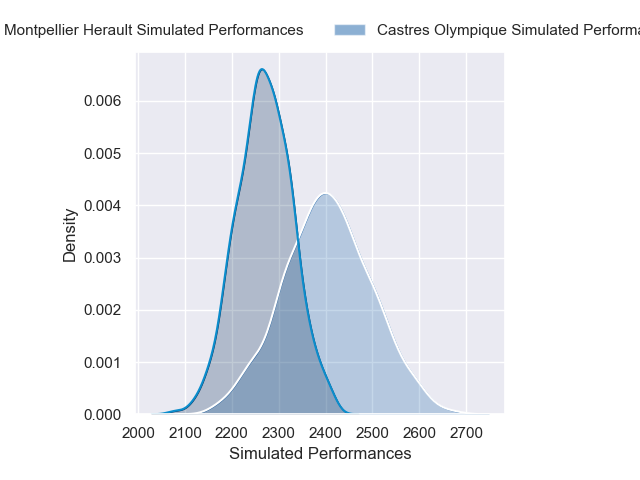 Montpellier Herault Simulated Performances
Castres Olympique Simulated
Density
0.006
0.005
0.004
0.003
0.002
0.001
0.000
2000 2100 2200 2300 2400 2500 2600 2700
Simulated Performances